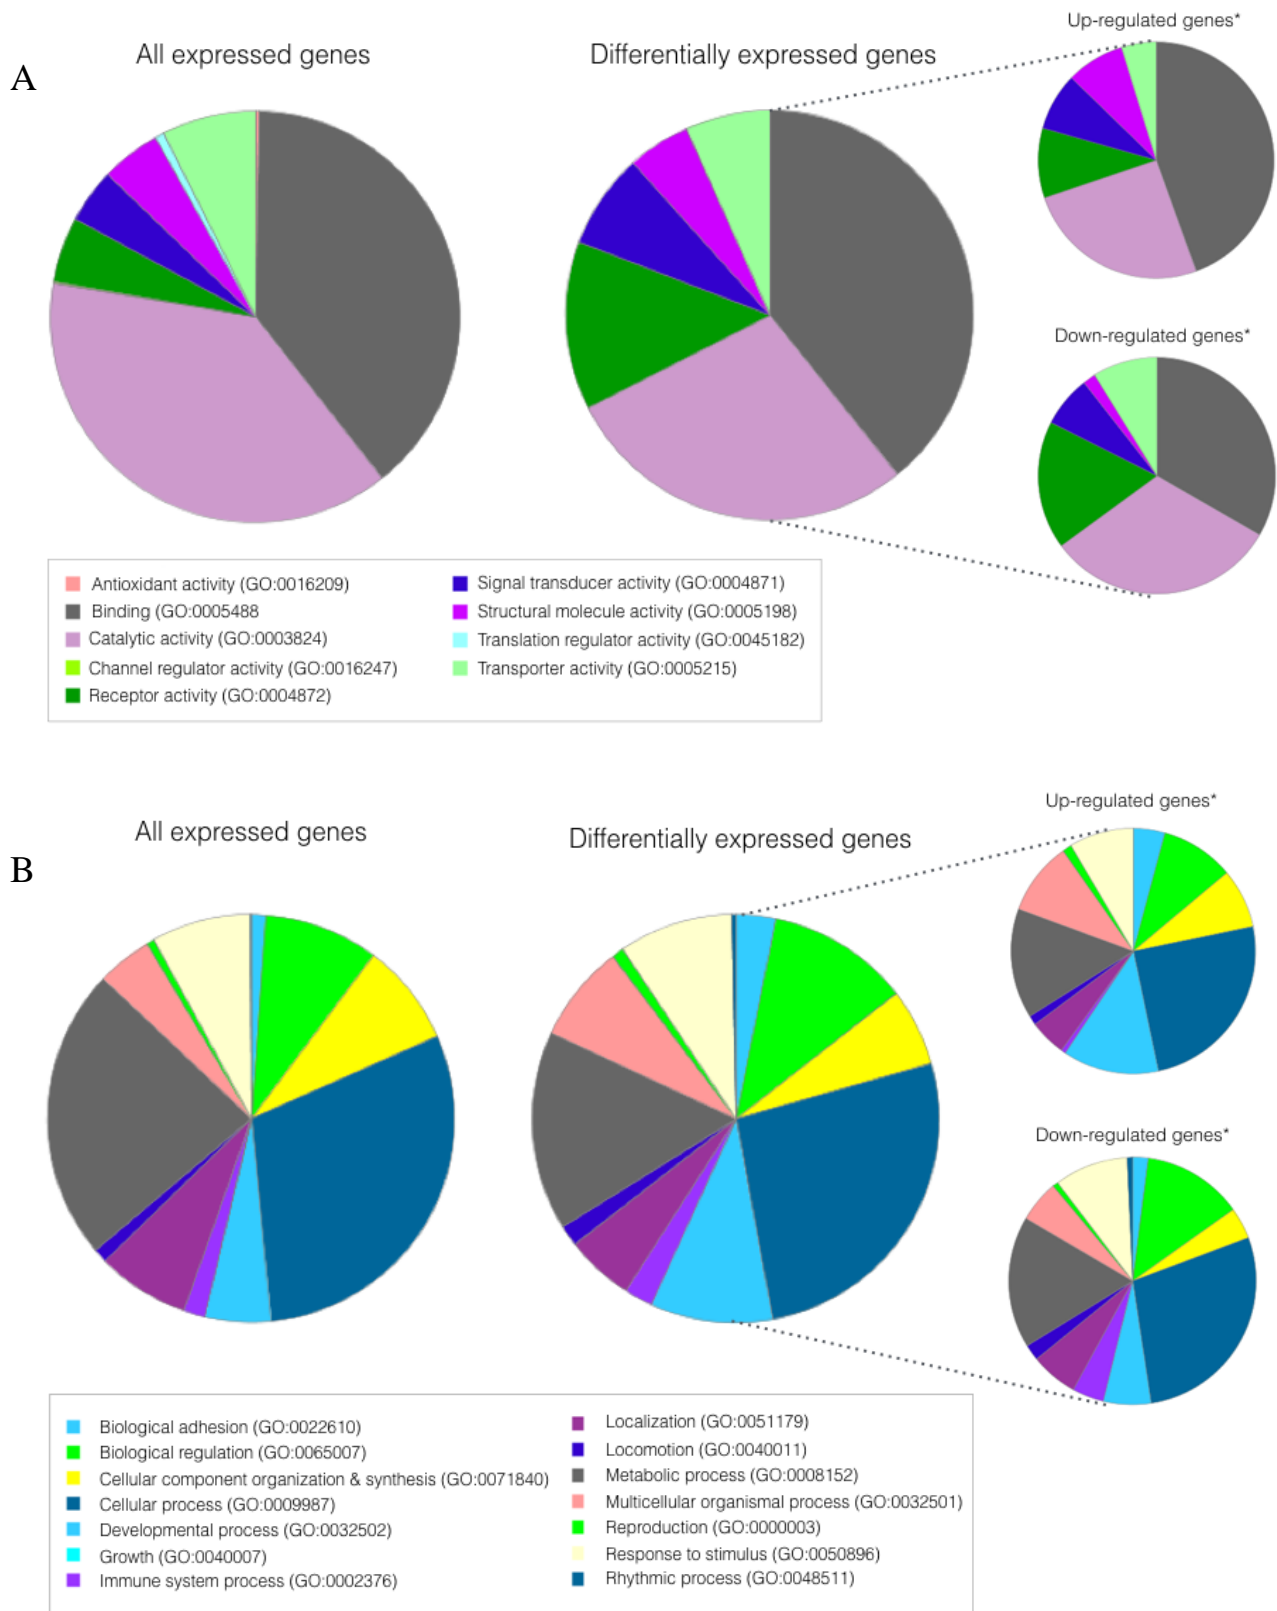 Up-regulated genes*
All expressed genes
Differentially expressed genes
A
Down-regulated genes*
Antioxidant activity (GO:0016209)
Binding (GO:0005488
Catalytic activity (GO:0003824)
Channel regulator activity (GO:0016247)
Receptor activity (GO:0004872)
Signal transducer activity (GO:0004871)
Structural molecule activity (GO:0005198)
Translation regulator activity (GO:0045182)
Transporter activity (GO:0005215)
Up-regulated genes*
All expressed genes
Differentially expressed genes
B
Down-regulated genes*
Biological adhesion (GO:0022610)
Biological regulation (GO:0065007)
Cellular component organization & synthesis (GO:0071840)
Cellular process (GO:0009987)
Developmental process (GO:0032502)
Growth (GO:0040007)
Immune system process (GO:0002376)
Localization (GO:0051179)
Locomotion (GO:0040011)
Metabolic process (GO:0008152)
Multicellular organismal process (GO:0032501)
Reproduction (GO:0000003)
Response to stimulus (GO:0050896)
Rhythmic process (GO:0048511)